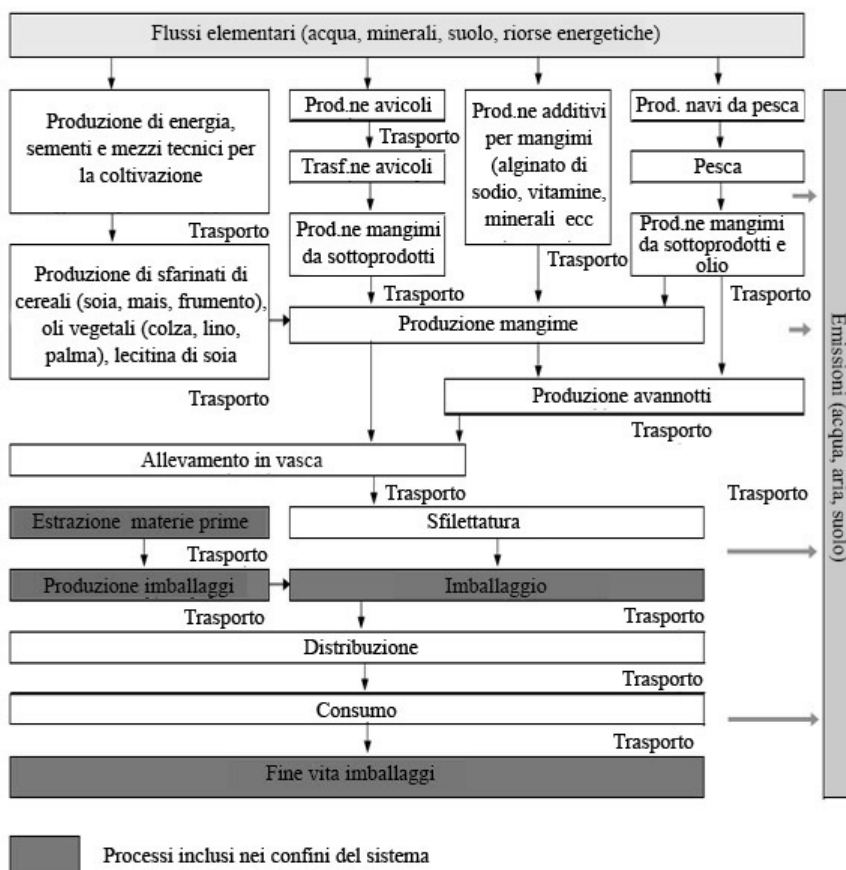 Flussi elementari (acqua, minerali, suolo, riorse energetiche)
Produzione di energia,
sementi e mezzi tecnici per
la coltivazione
Prod.ne avicoli
Trasporto
Trasf.ne avicoli
Prod.ne mangimi
da sottoprodotti
Prod.ne additivi
per mangimi
(alginato di
sodio, vitamine,
minerali ecc
Prod. navi da pesca
Pesca
Prod.ne mangimi
da sottoprodotti e
olio
Trasporto
Trasporto
Trasporto
Trasporto
Produzione di sfarinati di
cereali (soia, mais, frumento),
oli vegetali (colza, lino,
palma), lecitina di soia
Produzione mangime
Trasporto
Produzione avannotti
Trasporto
Allevamento in vasca
Trasporto
Trasporto
Estrazione materie prime
Sfilettatura
Trasporto
Produzione imballaggi
Imballaggio
Trasporto
Trasporto
Distribuzione
Trasporto
Consumo
Trasporto
Fine vita imballaggi
Emissioni (acqua, aria, suolo)
Processi inclusi nei confini del sistema